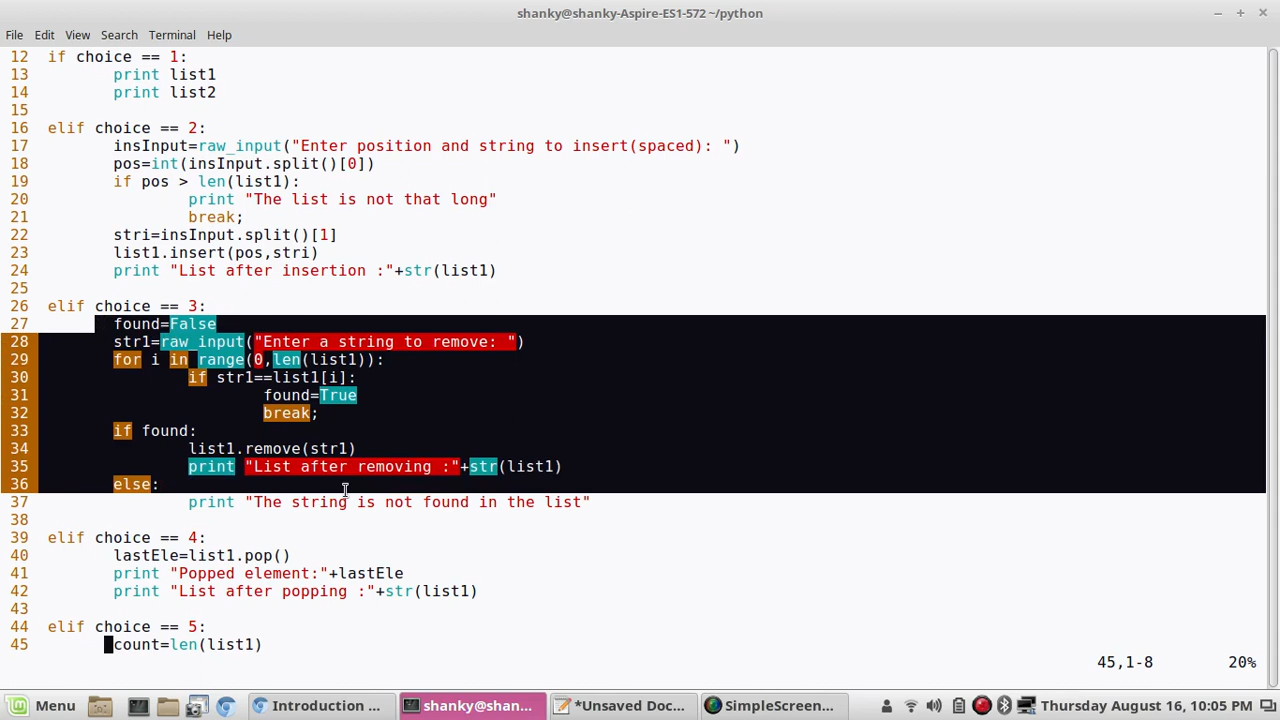 shanky@shanky-Aspire-ES1-572 ~/python
File Edit View Search Terminal Help
12 if choice == 1:
13 print list1
14 print list2
15
16 elif choice == 2:
17 insInput=raw_input("Enter position and string to insert(spaced): ")
18 pos=int(insInput.split()[0])
19 if pos > len(list1):
20 print "The list is not that long"
21 break;
22 stri=insInput.split()[1]
23 list1.insert(pos,stri)
24 print "List after insertion :"+str(list1)
25
26 elif choice == 3:
27 found=False
28 str1=raw_input("Enter a string to remove: ")
29 for i in range(0,len(list1)):
30 if str1==list1[i]:
31 found=True
32 break;
33 if found:
34 list1.remove(str1)
35 print "List after removing :"+str(list1)
36 else:
37 print "The string is not found in the list"
38
39 elif choice == 4:
40 lastEle=list1.pop()
41 print "Popped element:"+lastEle
42 print "List after popping :"+str(list1)
43
44 elif choice == 5:
45 count=len(list1)
45,1-8 20%
Menu Introduction ... shanky@shan... *Unsaved Doc... SimpleScreen... Thursday August 16, 10:05 PM